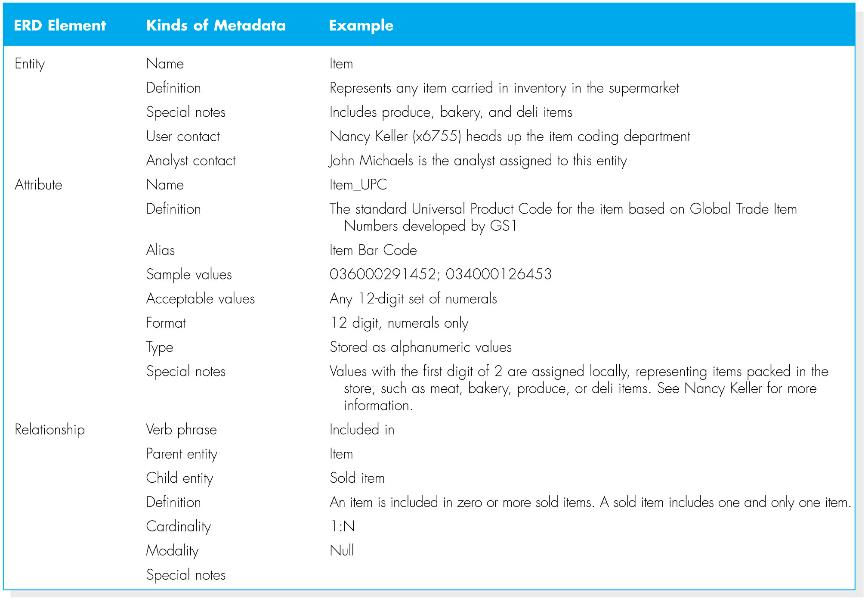 ERD Element Kinds of Metadata Example
Entity Name Item
Definition Represents any item carried in inventory in the supermarket
Special notes Includes produce, bakery, and deli items
User contact Nancy Keller (x6755) heads up the item coding department
Analyst contact John Michaels is the analyst assigned to this entity
Attribute Name Item_UPC
Definition The standard Universal Product Code for the item based on Global Trade Item
Numbers developed by GS1
Alias Item Bar Code
Sample values 036000291452; 034000126453
Acceptable values Any 12-digit set of numerals
Format 12 digit, numerals only
Type Stored as alphanumeric values
Special notes Values with the first digit of 2 are assigned locally, representing items packed in the
store, such as meat, bakery, produce, or deli items. See Nancy Keller for more
information.
Relationship Verb phrase Included in
Parent entity Item
Child entity Sold item
Definition An item is included in zero or more sold items. A sold item includes one and only one item.
Cardinality 1:N
Modality Null
Special notes